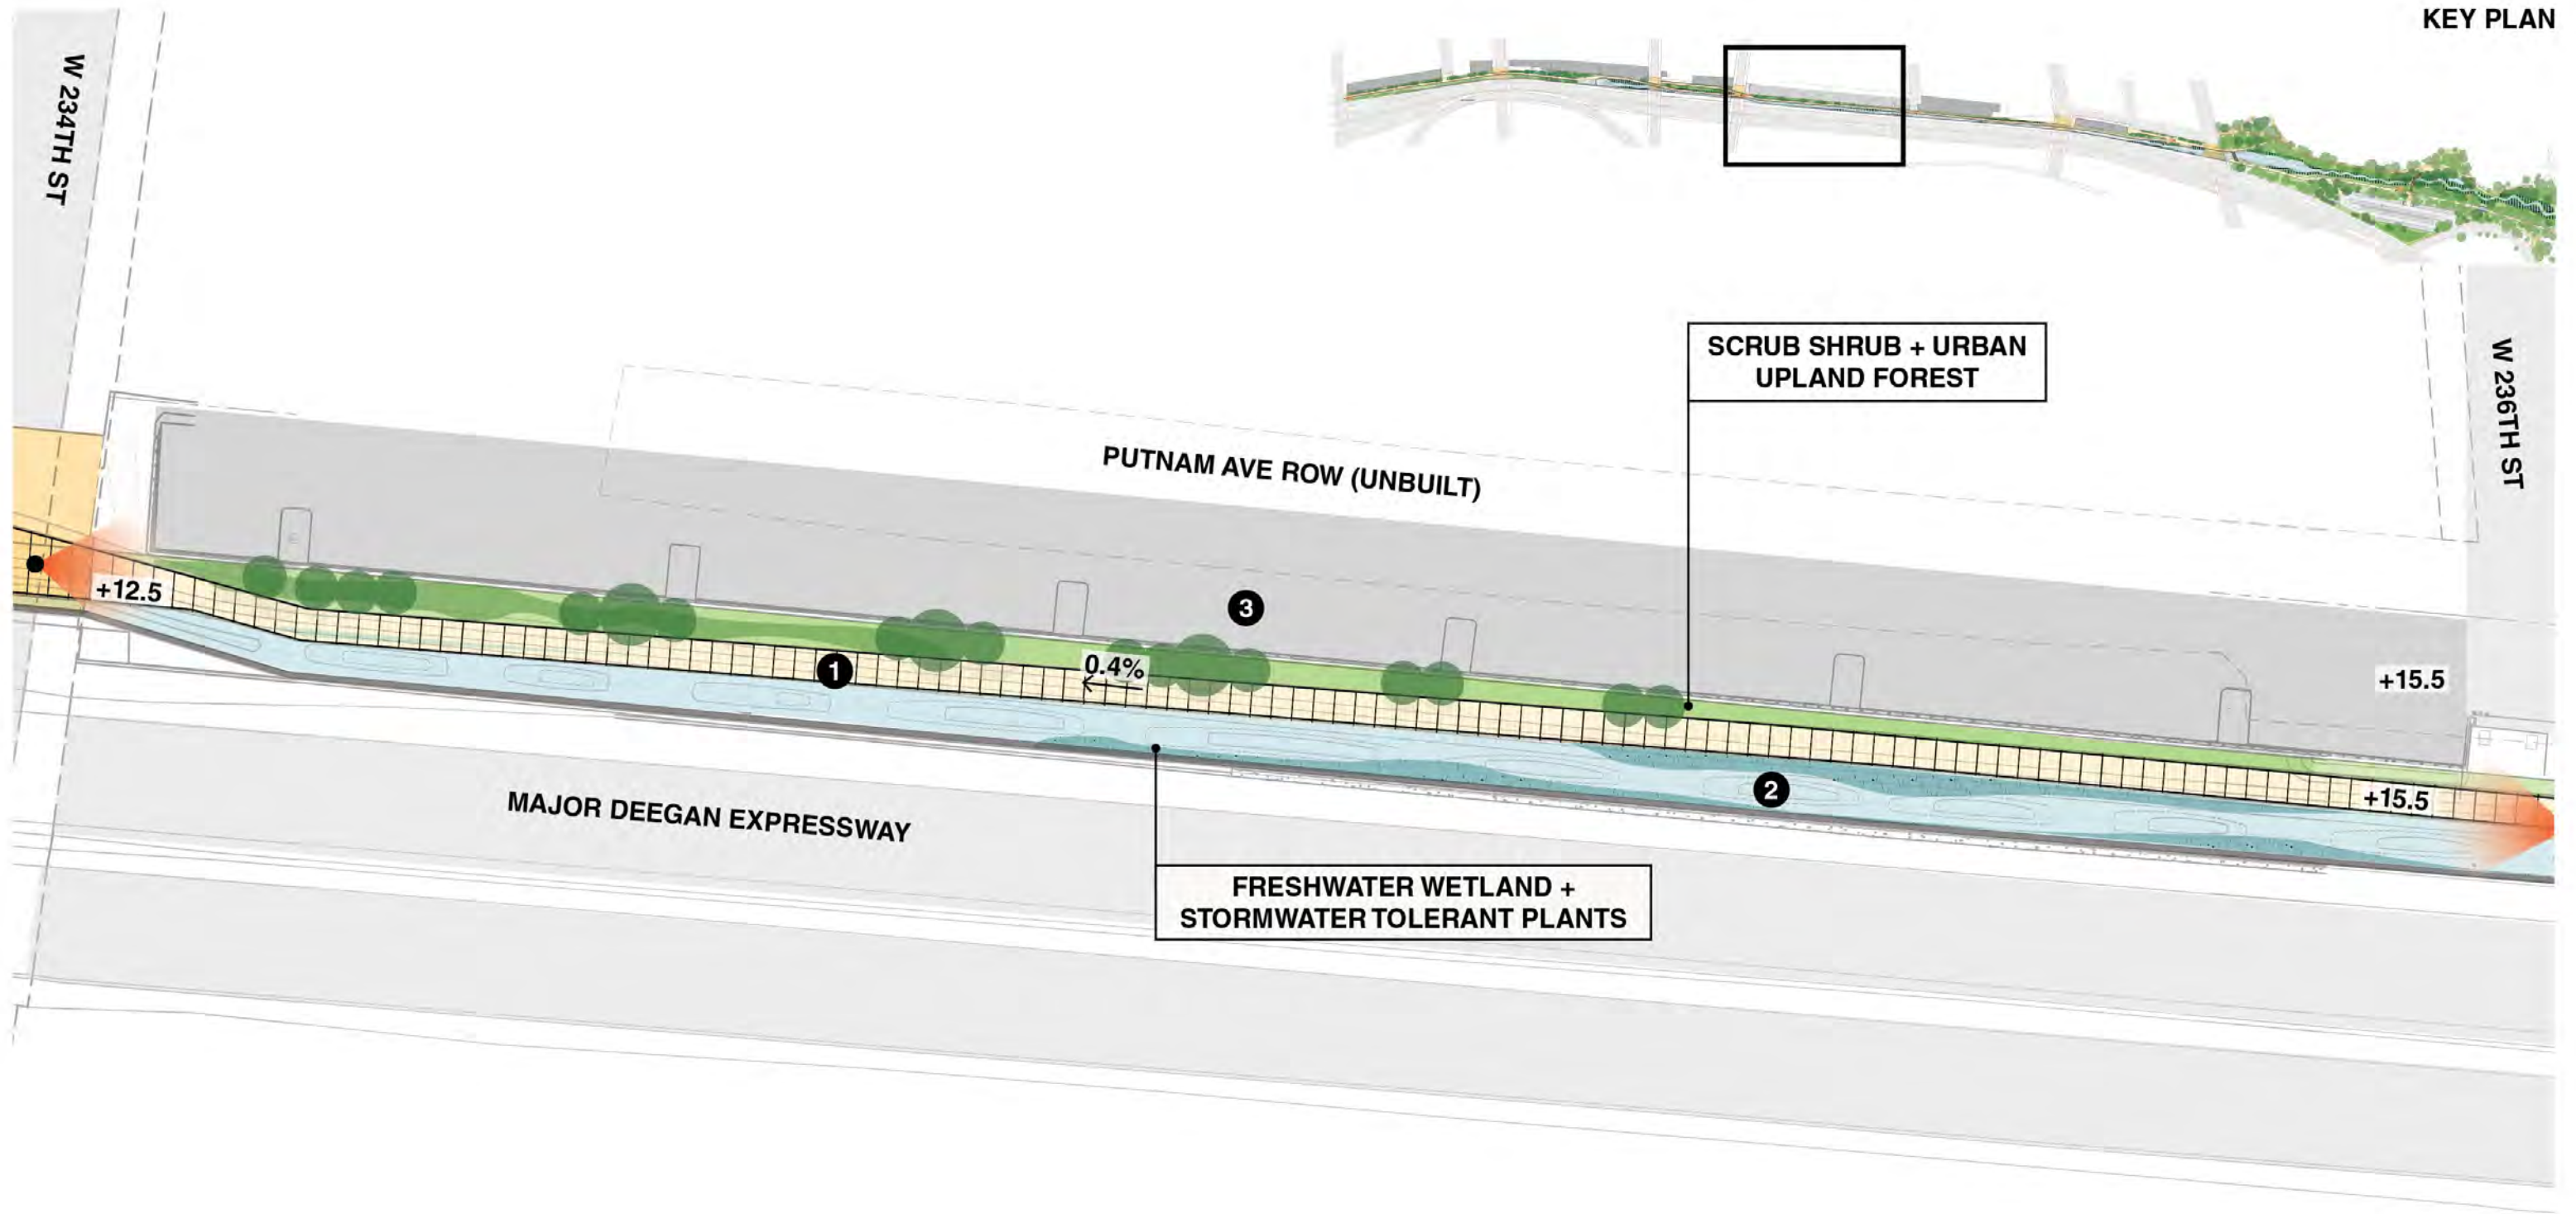 KEY PLAN
W 234TH ST
SCRUB SHRUB + URBAN
UPLAND FOREST
W 236TH ST
PUTNAM AVE ROW (UNBUILT)
+12.5
3
1
0.4%
+15.5
2
+15.5
MAJOR DEEGAN EXPRESSWAY
FRESHWATER WETLAND +
STORMWATER TOLERANT PLANTS